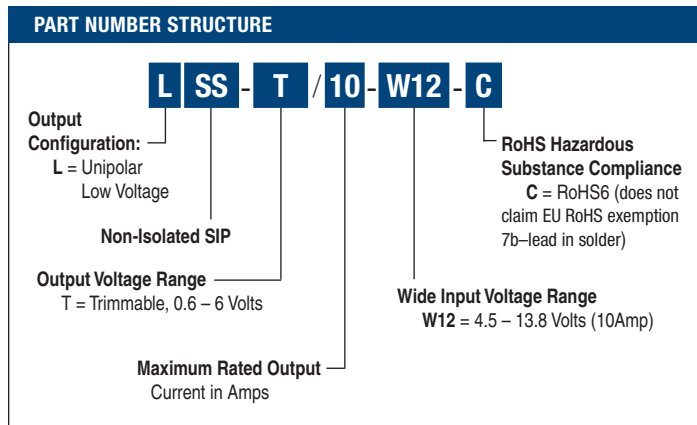 PART NUMBER STRUCTURE
L SS - T / 10 - W12 - C
Output
Configuration:
L = Unipolar
Low Voltage
RoHS Hazardous
Substance Compliance
C = RoHS6 (does not
claim EU RoHS exemption
7b–lead in solder)
Non-Isolated SIP
Output Voltage Range
T = Trimmable, 0.6 – 6 Volts
Wide Input Voltage Range
W12 = 4.5 – 13.8 Volts (10Amp)
Maximum Rated Output
Current in Amps